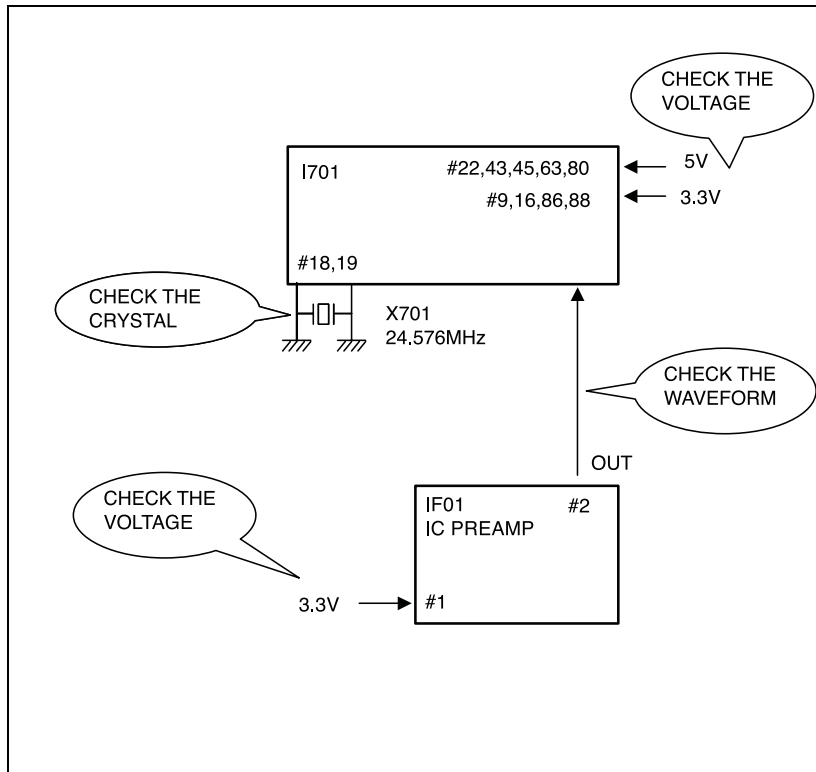 CHECK THE
VOLTAGE
I701
#22,43,45,63,80
5V
#9,16,86,88
3.3V
#18,19
CHECK THE
CRYSTAL
X701
24.576MHz
CHECK THE
WAVEFORM
OUT
CHECK THE
VOLTAGE
IF01
#2
IC PREAMP
3.3V
#1